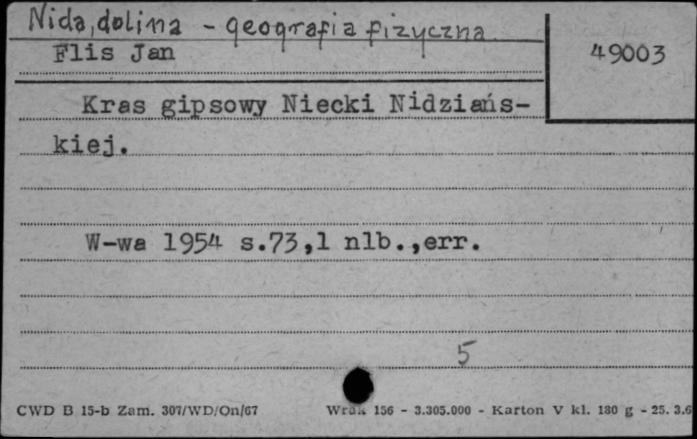 Nida, dolina - geografia fizyczna
Flis Jan
49003
Kras gipsowy Niecki Nidziańs-
kiej.
W-wa 1954 s.73,1 nlb.,err.
5
CWD B 15-b Zam. 307/WD/On/67
156 - 3.305.000 - Karton V kl. 180 g - 25. 3.6